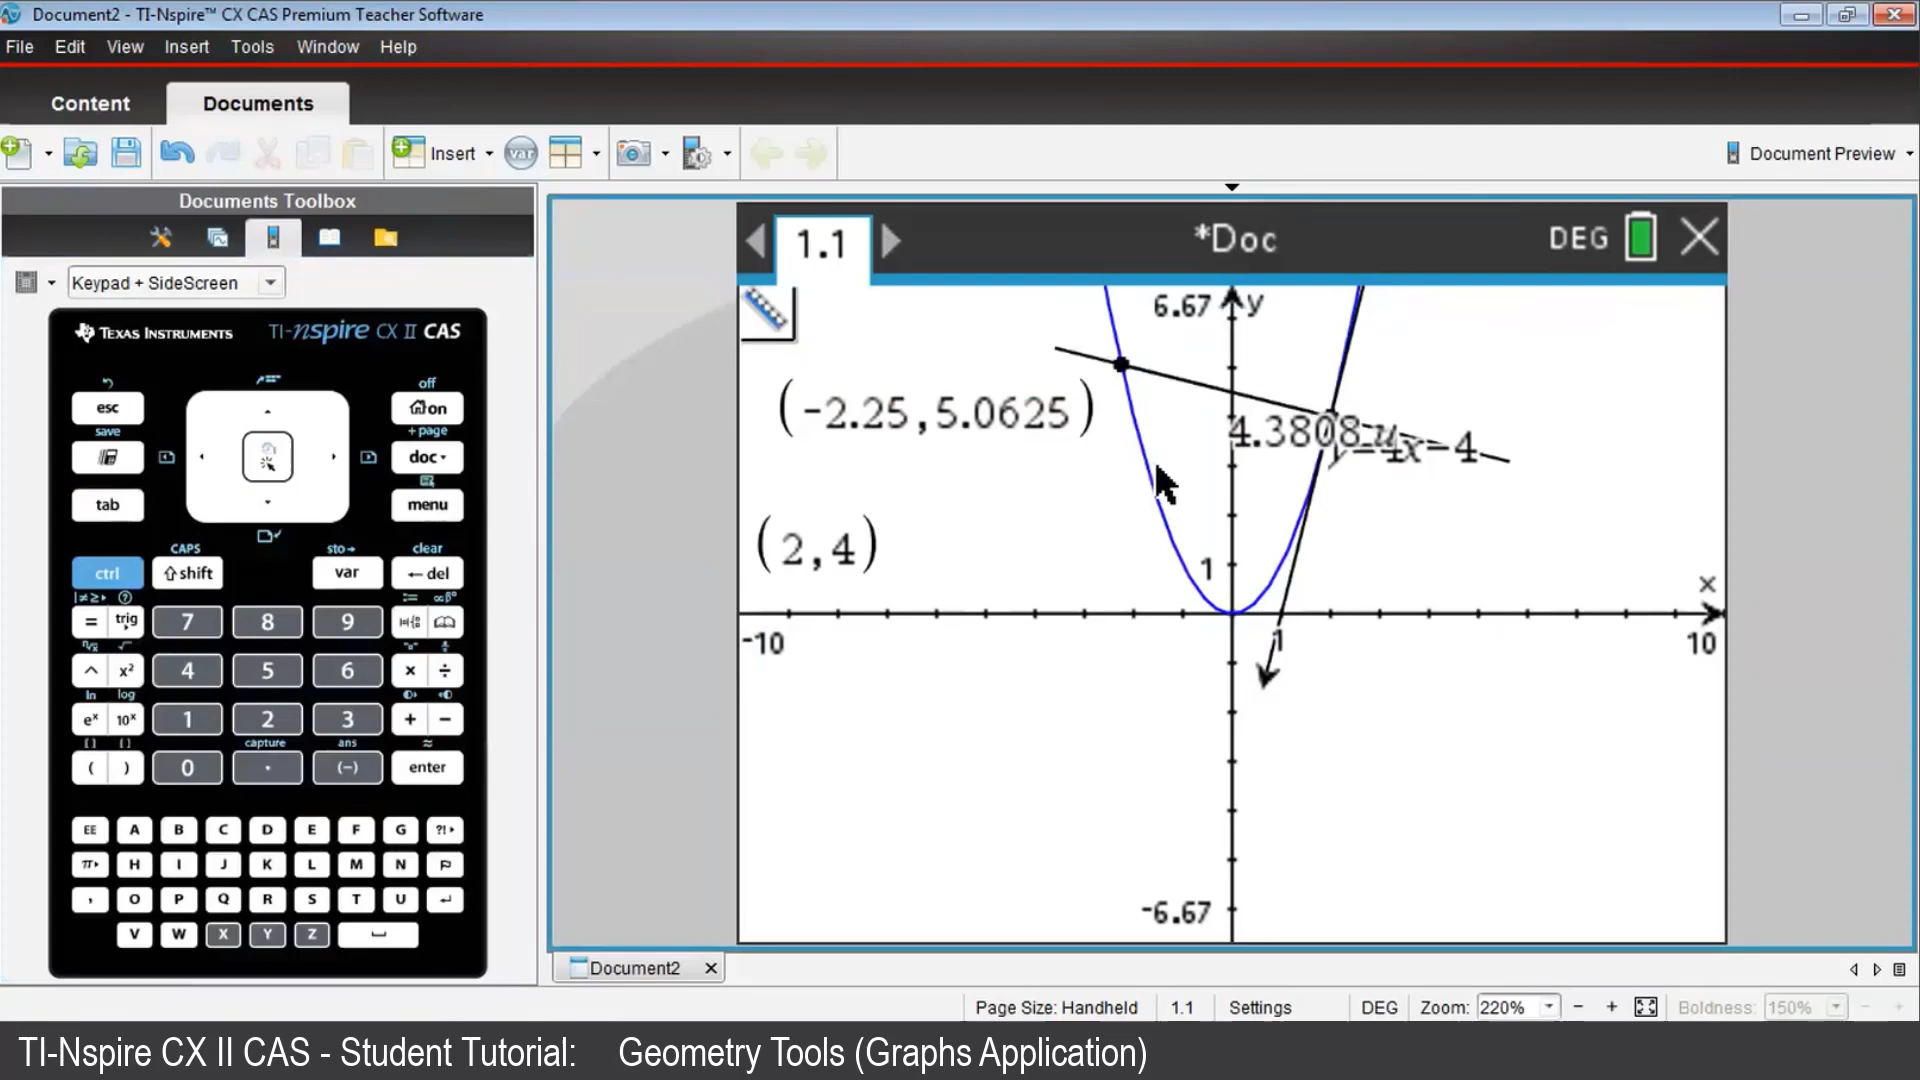 Document2 - TI-Nspire™ CX CAS Premium Teacher Software
File Edit View Insert Tools Window Help
Content Documents
Insert var Document Preview
Documents Toolbox
Keypad + SideScreen
TEXAS INSTRUMENTS TI-nspire CX II CAS
esc off on
save + page doc
tab menu
CAPS sto→ clear
ctrl shift var ←del
= trig 7 8 9
^ x² 4 5 6 × ÷
ln log
eˣ 10ˣ 1 2 3 + −
[ ] { } capture ans ≈
( ) 0 . (−) enter
EE A B C D E F G ?!▸
π▸ H I J K L M N
, O P Q R S T U ↵
V W X Y Z
1.1 *Doc DEG
6.67 y
(-2.25,5.0625)
4.3808 u y=4x-4
(2,4)
1
x
-10 1 10
-6.67
Document2
Page Size: Handheld 1.1 Settings DEG Zoom: 220% − + Boldness: 150% − +
TI-Nspire CX II CAS - Student Tutorial: Geometry Tools (Graphs Application)